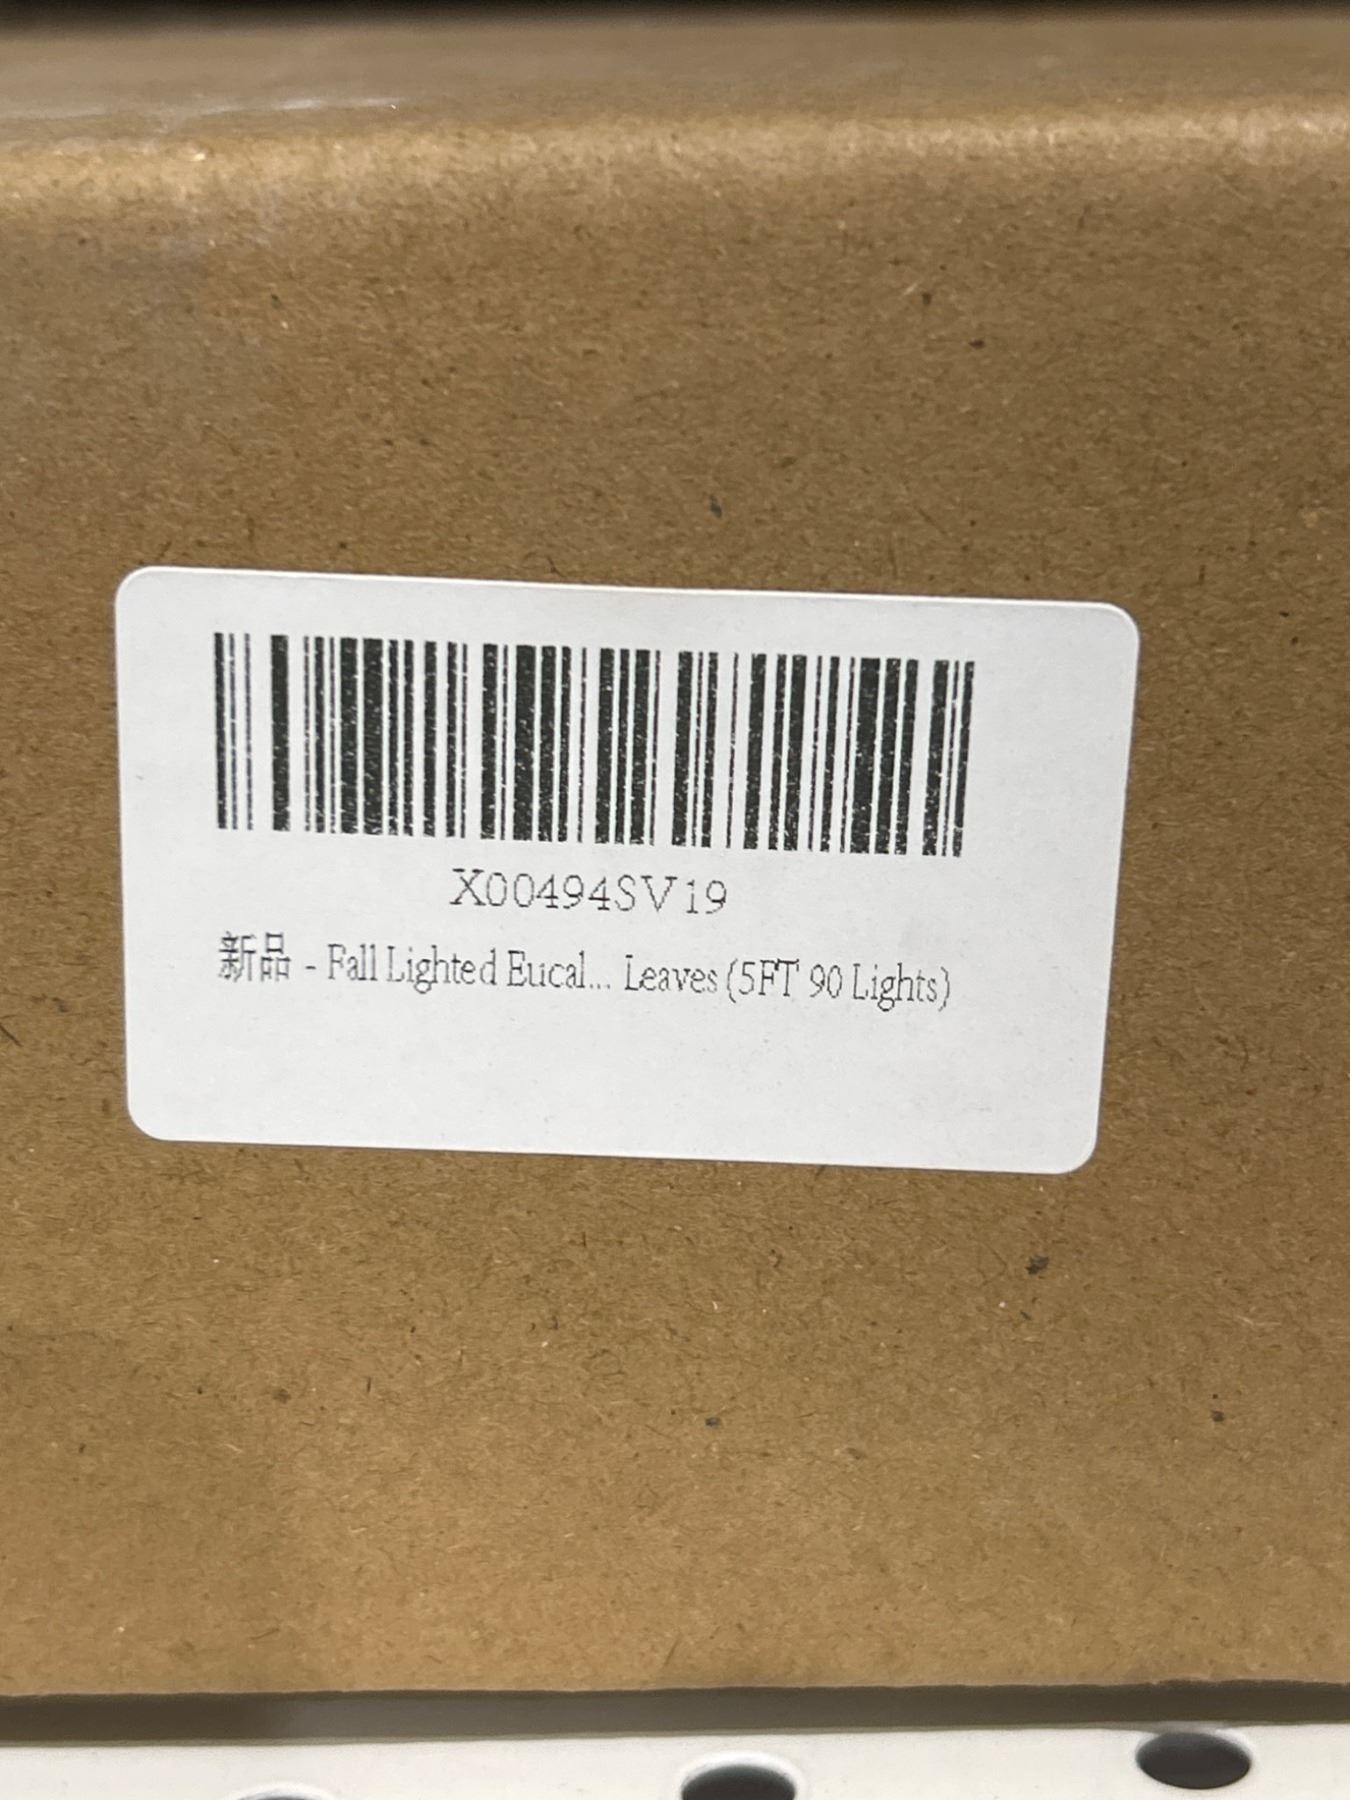 X00494SV19
新品 - Fall Lighted Eucal... Leaves (5FT 90 Lights)